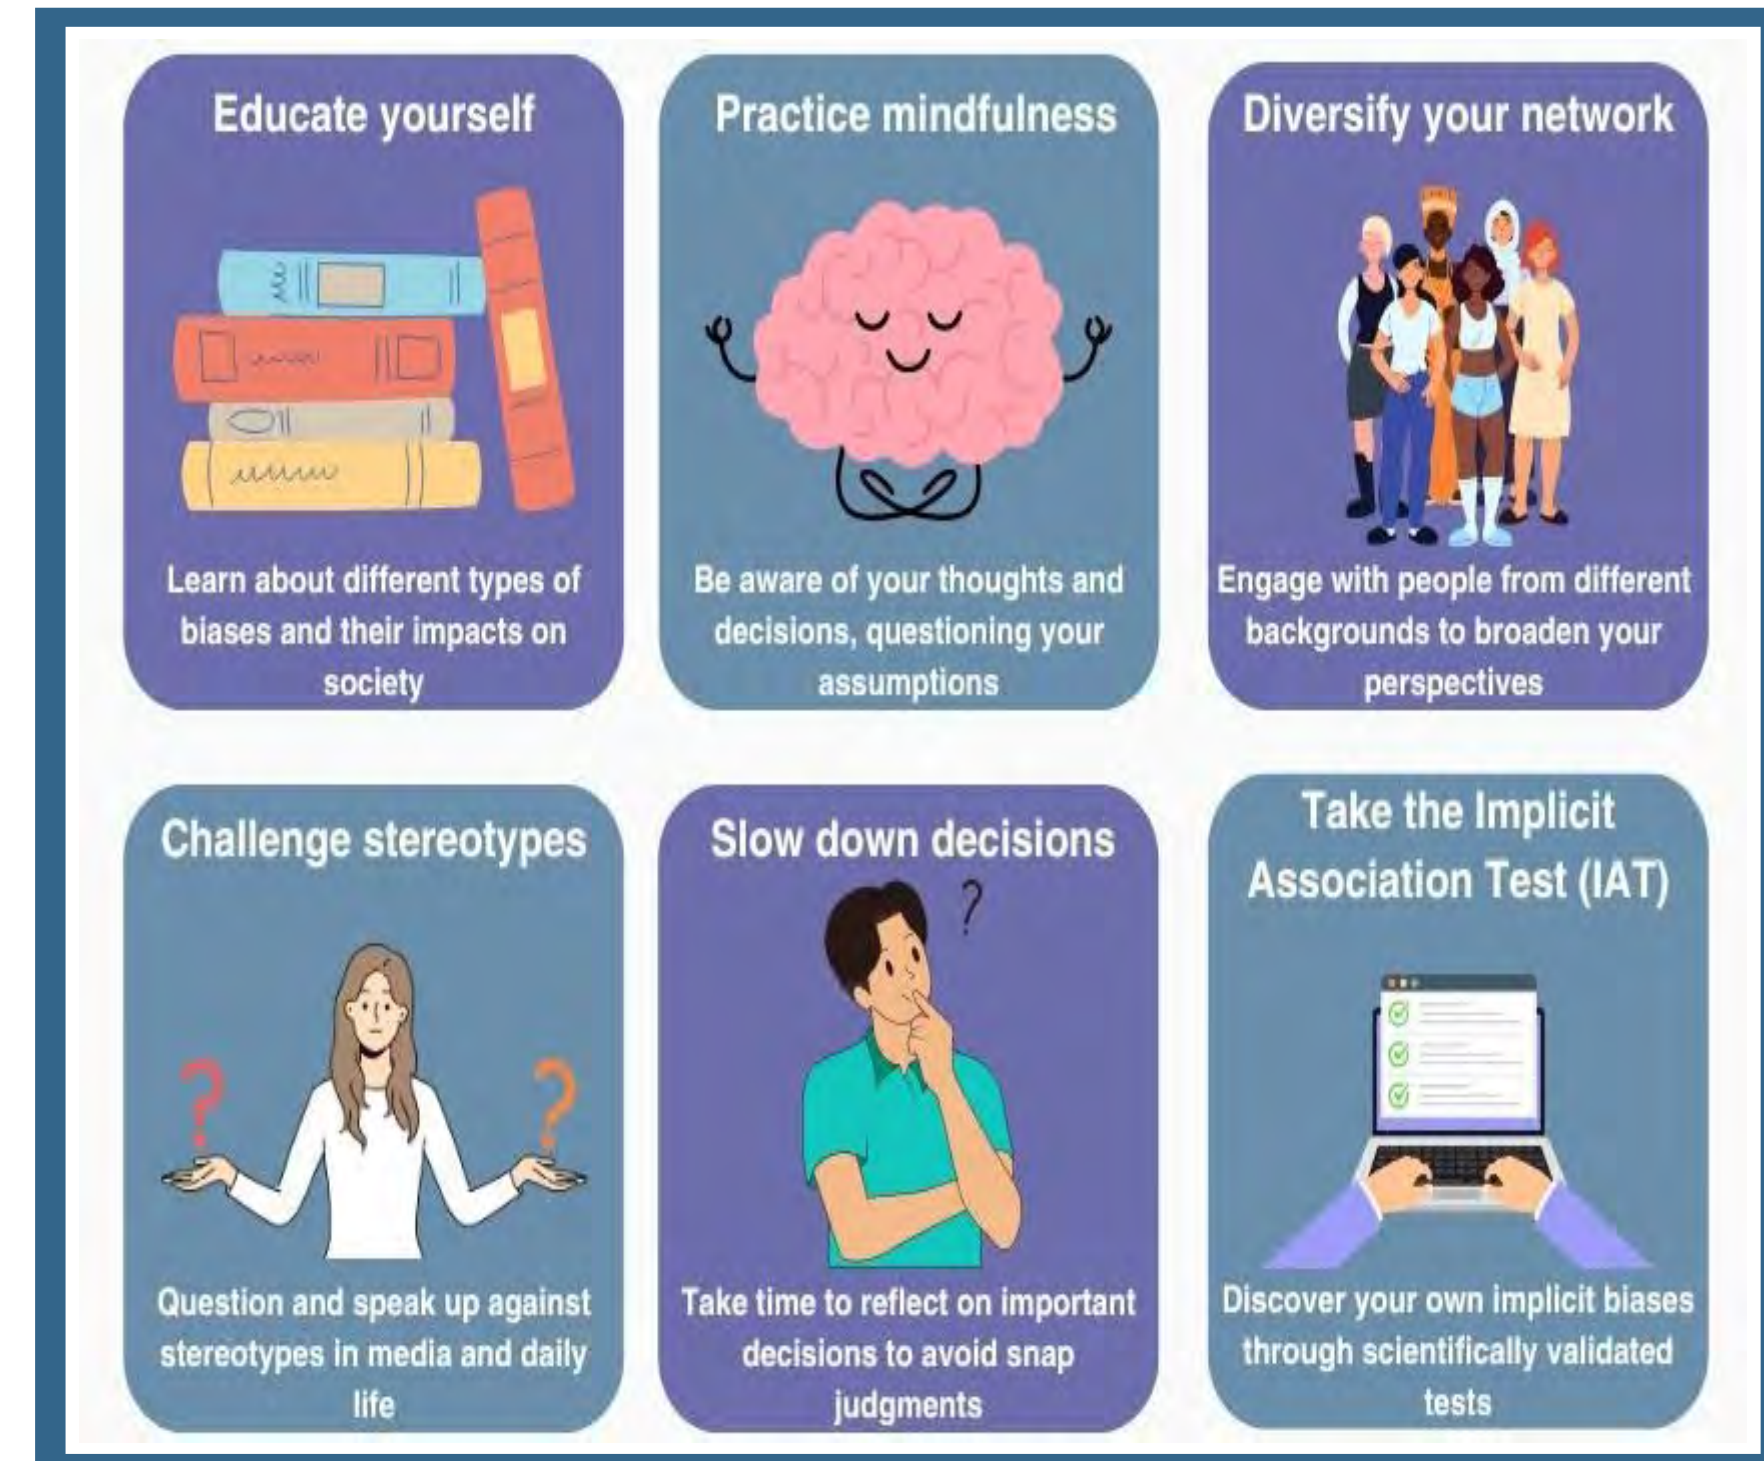 Educate yourself
Learn about different types of
biases and their impacts on
society
Practice mindfulness
Be aware of your thoughts and
decisions, questioning your
assumptions
Diversify your network
Engage with people from different
backgrounds to broaden your
perspectives
Challenge stereotypes
?
?
Question and speak up against
stereotypes in media and daily
life
Slow down decisions
?
Take time to reflect on important
decisions to avoid snap
judgments
Take the Implicit
Association Test (IAT)
Discover your own implicit biases
through scientifically validated
tests